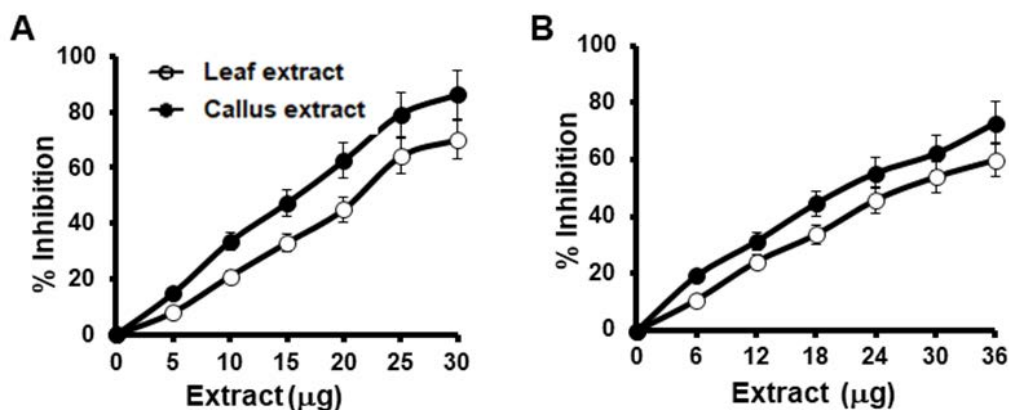 A
% Inhibition
100
80
60
40
20
0
Leaf extract
Callus extract
0 5 10 15 20 25 30
Extract (µg)
B
% Inhibition
100
80
60
40
20
0
0 6 12 18 24 30 36
Extract (µg)